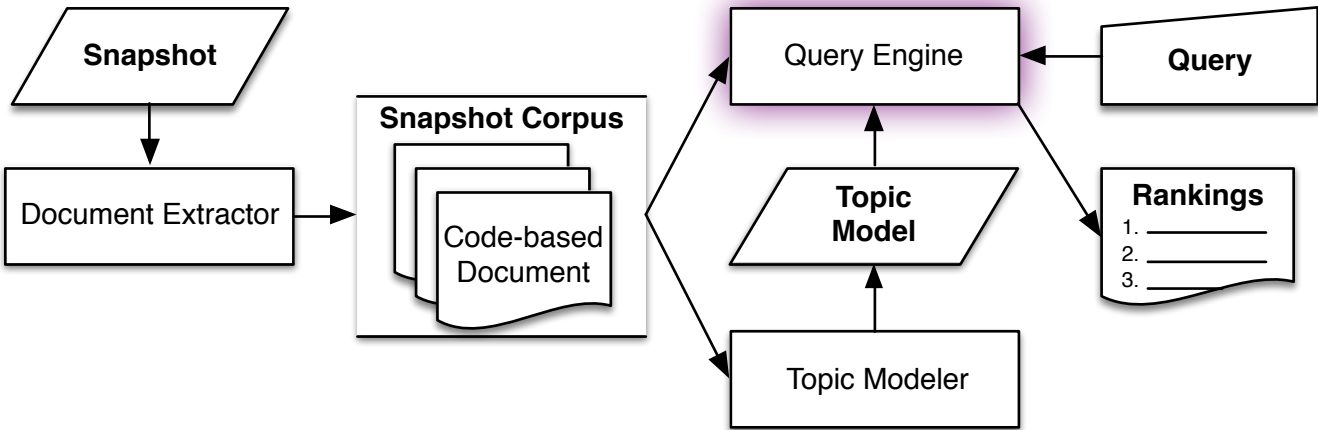 Snapshot
Document Extractor
Snapshot Corpus
Code-based
Document
Query Engine
Query
Topic
Model
Topic Modeler
Rankings
1.
2.
3.